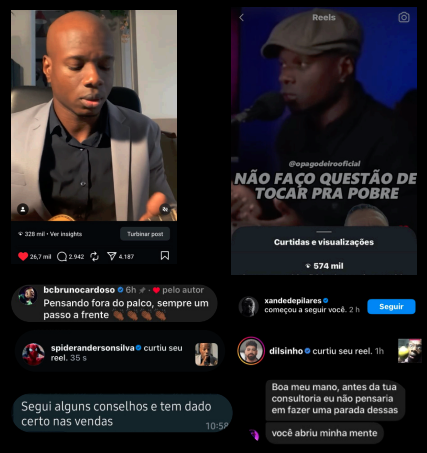 328 mil · Ver insights
Turbinar post
26,7 mil
2.942
4.187
Reels
@opagodeirooficial
NÃO FAÇO QUESTÃO DE
TOCAR PRA POBRE
Curtidas e visualizações
574 mil
bcbrunocardoso 6h · pelo autor
Pensando fora do palco, sempre um
passo a frente
spiderandersonsilva curtiu seu
reel. 35 s
Segui alguns conselhos e tem dado
certo nas vendas
10:58
xandedepilares
começou a seguir você. 2 h
Seguir
dilsinho curtiu seu reel. 1h
Boa meu mano, antes da tua
consultoria eu não pensaria
em fazer uma parada dessas
você abriu minha mente